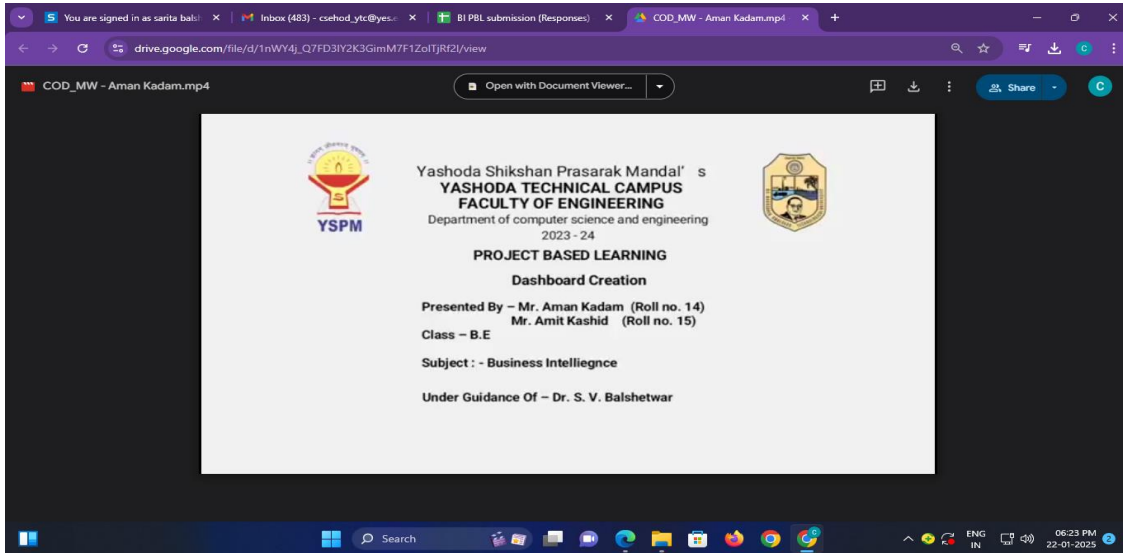 You are signed in as sarita balsh
Inbox (483) - csehod_ytc@yes.e
BI PBL submission (Responses) -
COD_MW - Aman Kadam.mp4
drive.google.com/file/d/1nWY4j_Q7FD3IY2K3GimM7F1ZolTjRf2l/view
COD_MW - Aman Kadam.mp4
Open with Document Viewer...
Share
C
Yashoda Shikshan Prasarak Mandal' s
YASHODA TECHNICAL CAMPUS
FACULTY OF ENGINEERING
Department of computer science and engineering
2023 - 24
PROJECT BASED LEARNING
Dashboard Creation
Presented By – Mr. Aman Kadam (Roll no. 14)
Mr. Amit Kashid (Roll no. 15)
Class – B.E
Subject : - Business Intelliegnce
Under Guidance Of – Dr. S. V. Balshetwar
S
YSPM
Search
ENG
IN
06:23 PM
22-01-2025
2